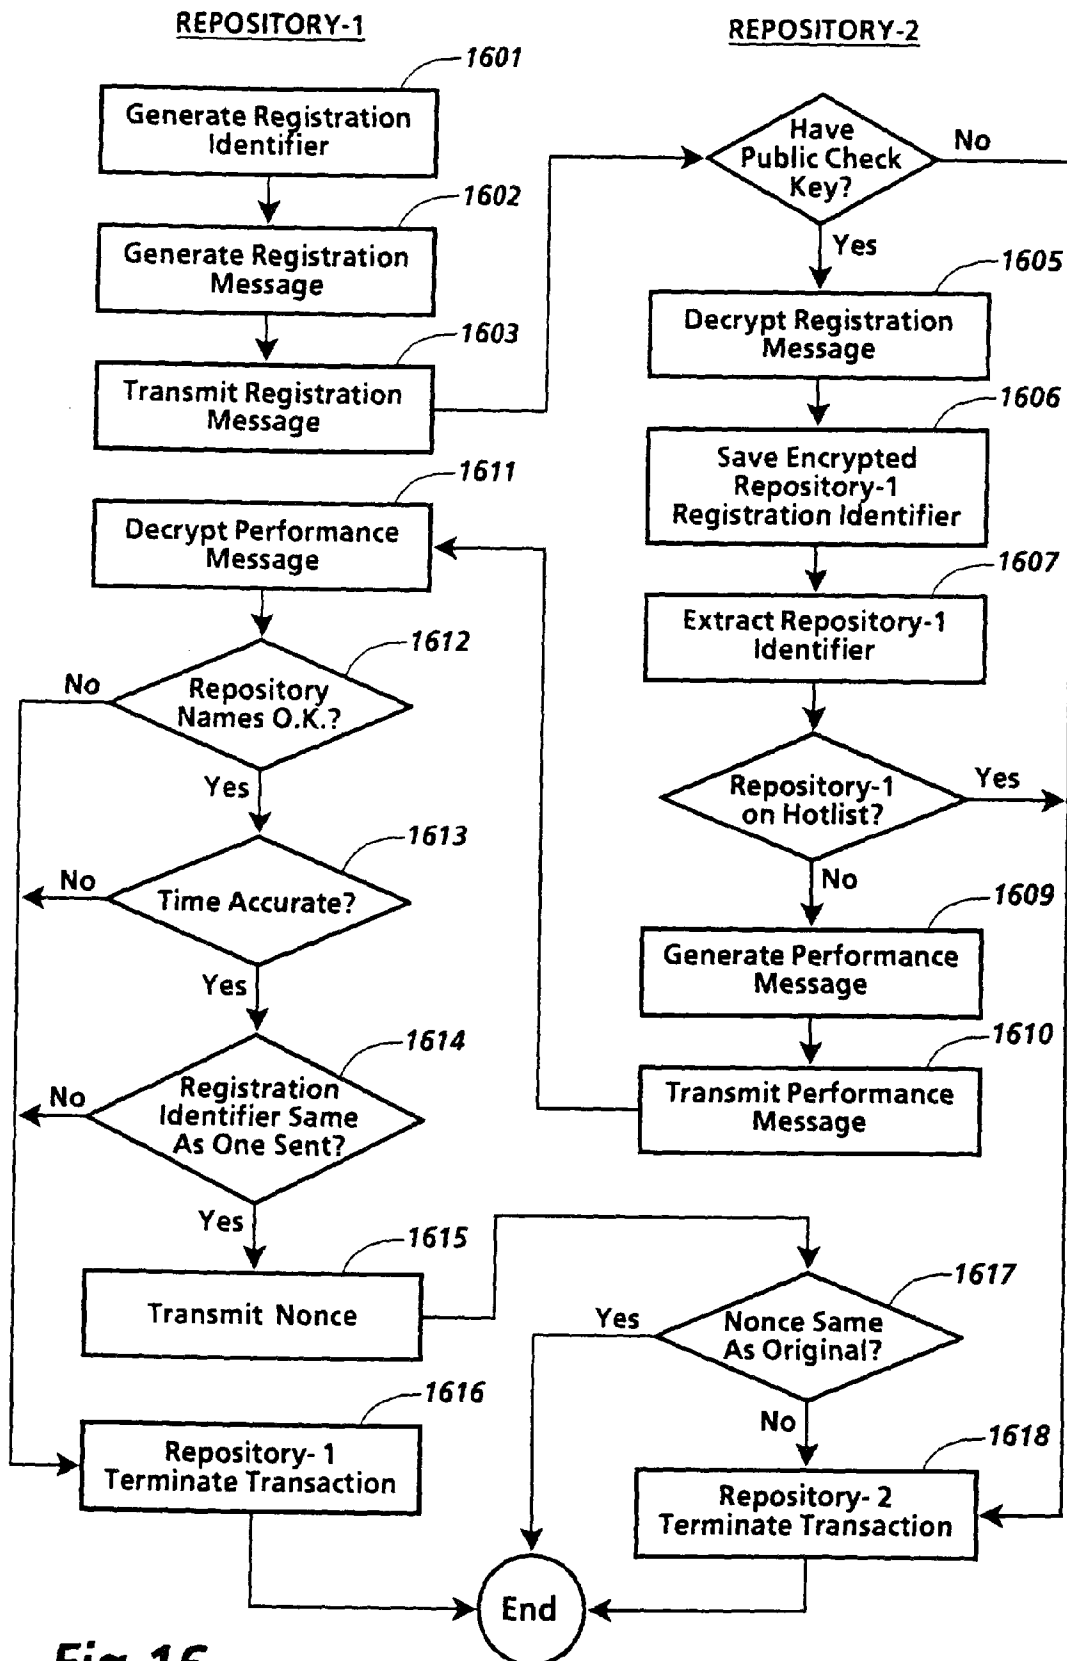 REPOSITORY-1
1601
Generate Registration
Identifier
1602
Generate Registration
Message
1603
Transmit Registration
Message
1611
Decrypt Performance
Message
1612
No
Repository
Names O.K.?
Yes
1613
No
Time Accurate?
Yes
1614
No
Registration
Identifier Same
As One Sent?
Yes
1615
Transmit Nonce
1616
Repository- 1
Terminate Transaction
REPOSITORY-2
Have
Public Check
Key?
No
Yes
1605
Decrypt Registration
Message
1606
Save Encrypted
Repository-1
Registration Identifier
1607
Extract Repository-1
Identifier
Repository-1
on Hotlist?
Yes
No
1609
Generate Performance
Message
1610
Transmit Performance
Message
1617
Yes
Nonce Same
As Original?
No
1618
Repository- 2
Terminate Transaction
End
Fig.16